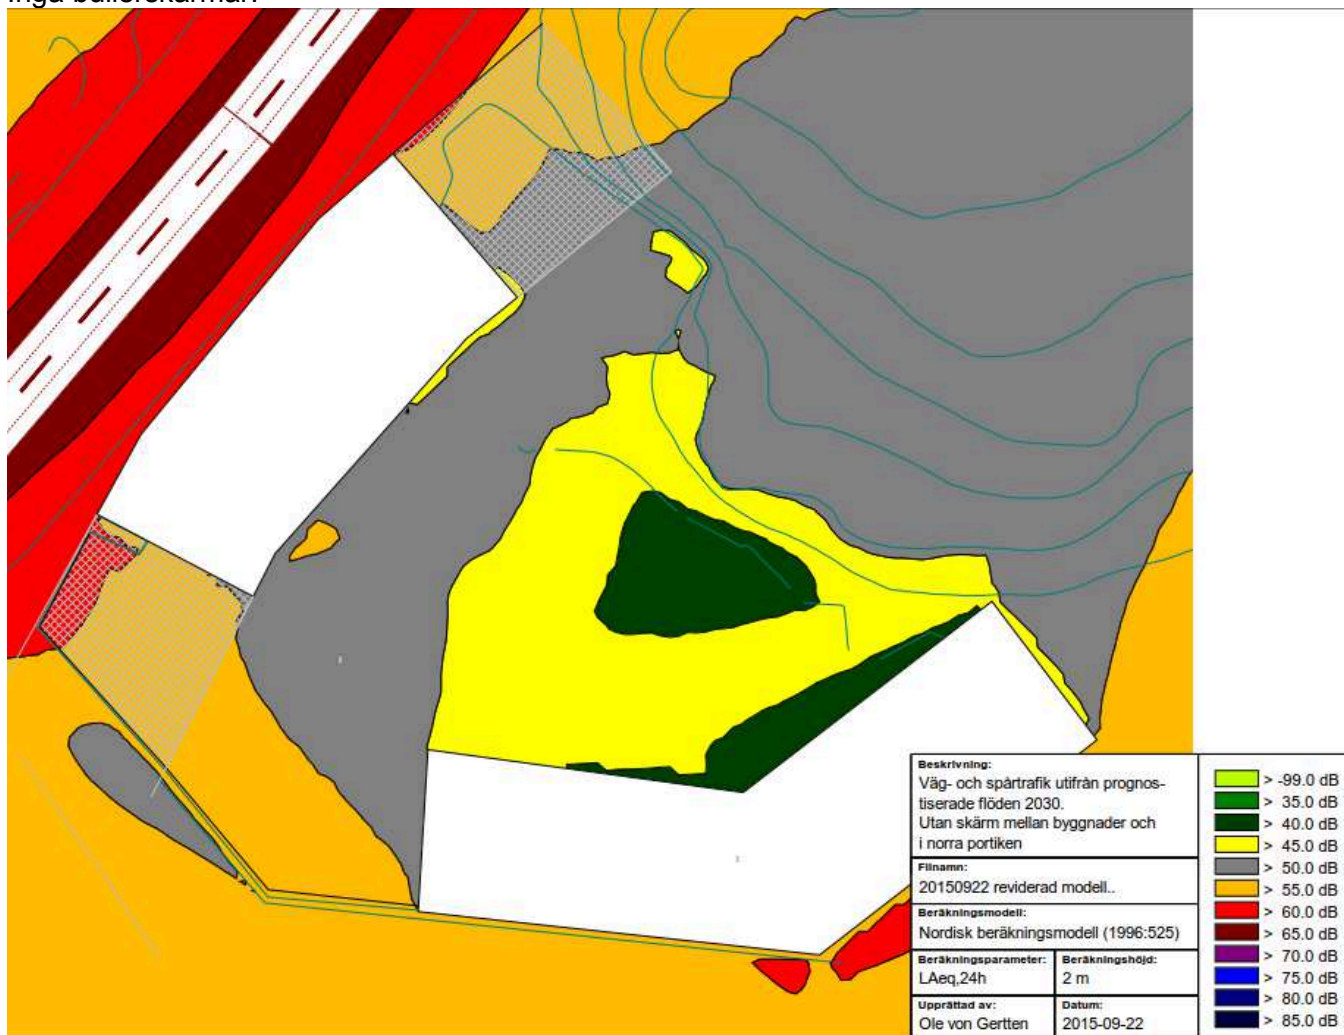 Inga bullerskärmar.
Beskrivning:
Väg- och spårtrafik utifrån prognos-
tiserade flöden 2030.
Utan skärm mellan byggnader och
i norra portiken
Filnamn:
20150922 reviderad modell..
Beräkningsmodell:
Nordisk beräkningsmodell (1996:525)
Beräkningsparameter:
LAeq,24h
Beräkningshöjd:
2 m
Upprättad av:
Ole von Gertten
Datum:
2015-09-22
> -99.0 dB
> 35.0 dB
> 40.0 dB
> 45.0 dB
> 50.0 dB
> 55.0 dB
> 60.0 dB
> 65.0 dB
> 70.0 dB
> 75.0 dB
> 80.0 dB
> 85.0 dB